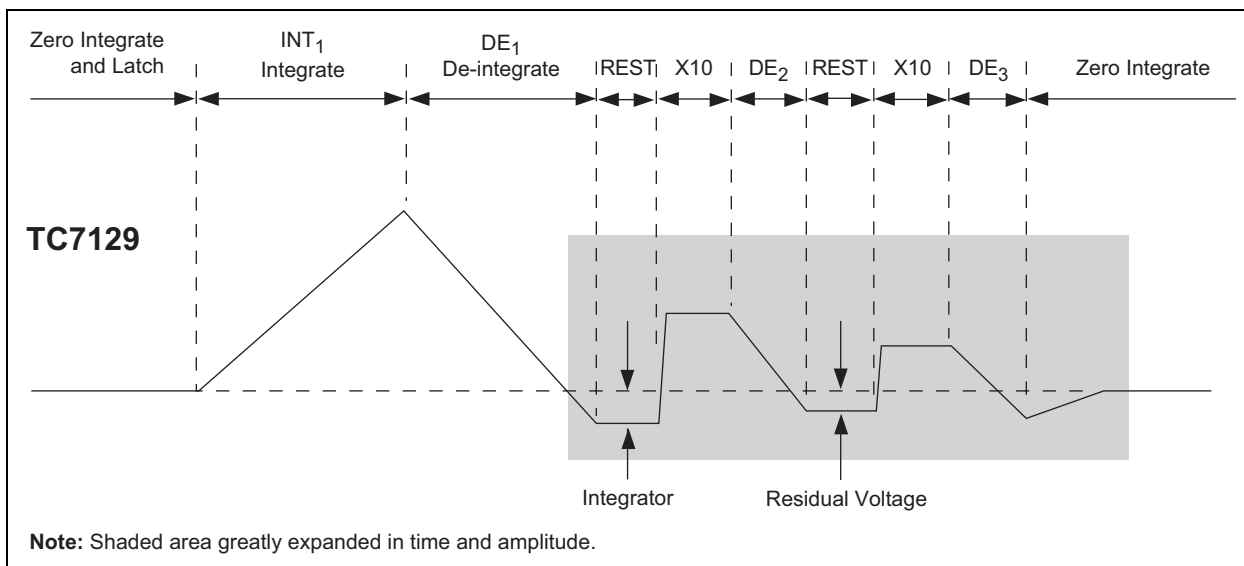 Zero Integrate
and Latch
INT1
Integrate
DE1
De-integrate
REST
X10
DE2
REST
X10
DE3
Zero Integrate
TC7129
Integrator
Residual Voltage
Note: Shaded area greatly expanded in time and amplitude.